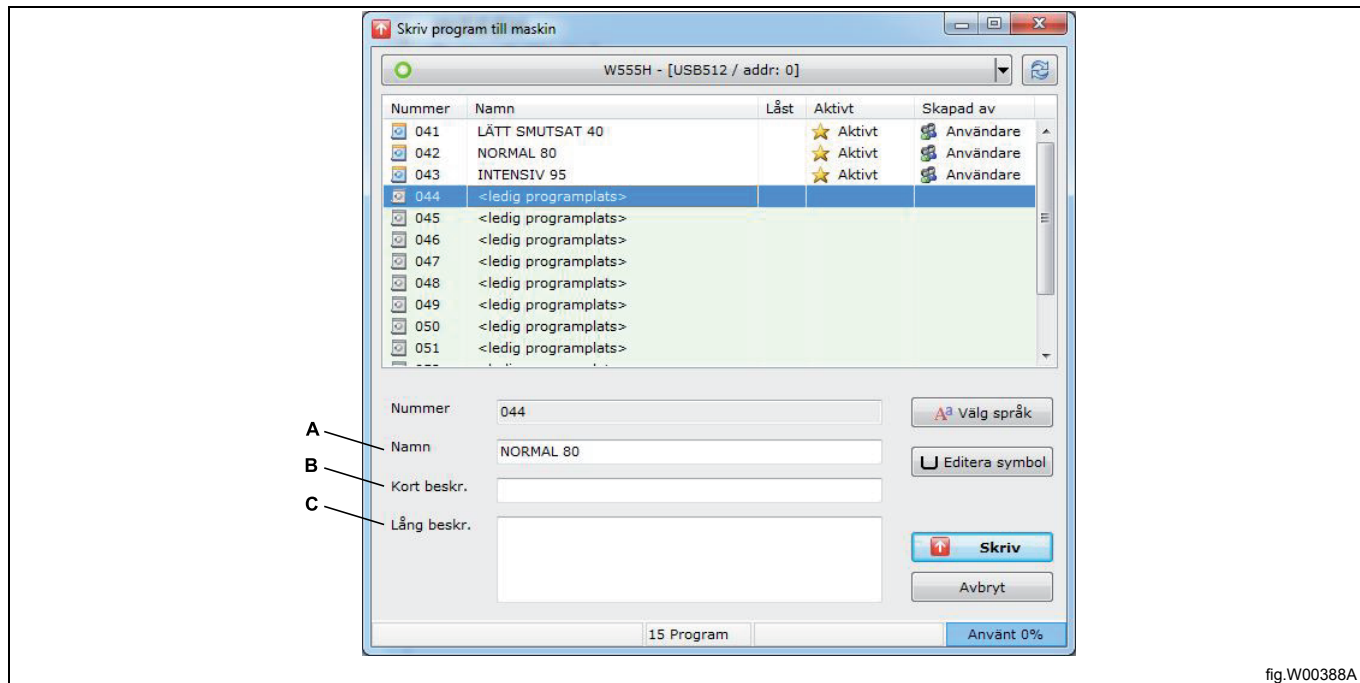 Skriv program till maskin
W555H - [USB512 / addr: 0]
Nummer Namn Låst Aktivt Skapad av
041 LÄTT SMUTSAT 40 Aktivt Användare
042 NORMAL 80 Aktivt Användare
043 INTENSIV 95 Aktivt Användare
044 <ledig programplats>
045 <ledig programplats>
046 <ledig programplats>
047 <ledig programplats>
048 <ledig programplats>
049 <ledig programplats>
050 <ledig programplats>
051 <ledig programplats>
Nummer 044 Aa Välg språk
A Namn NORMAL 80
B Kort beskr. Editera symbol
C Lång beskr.
Skriv
Avbryt
15 Program Använt 0%
fig.W00388A